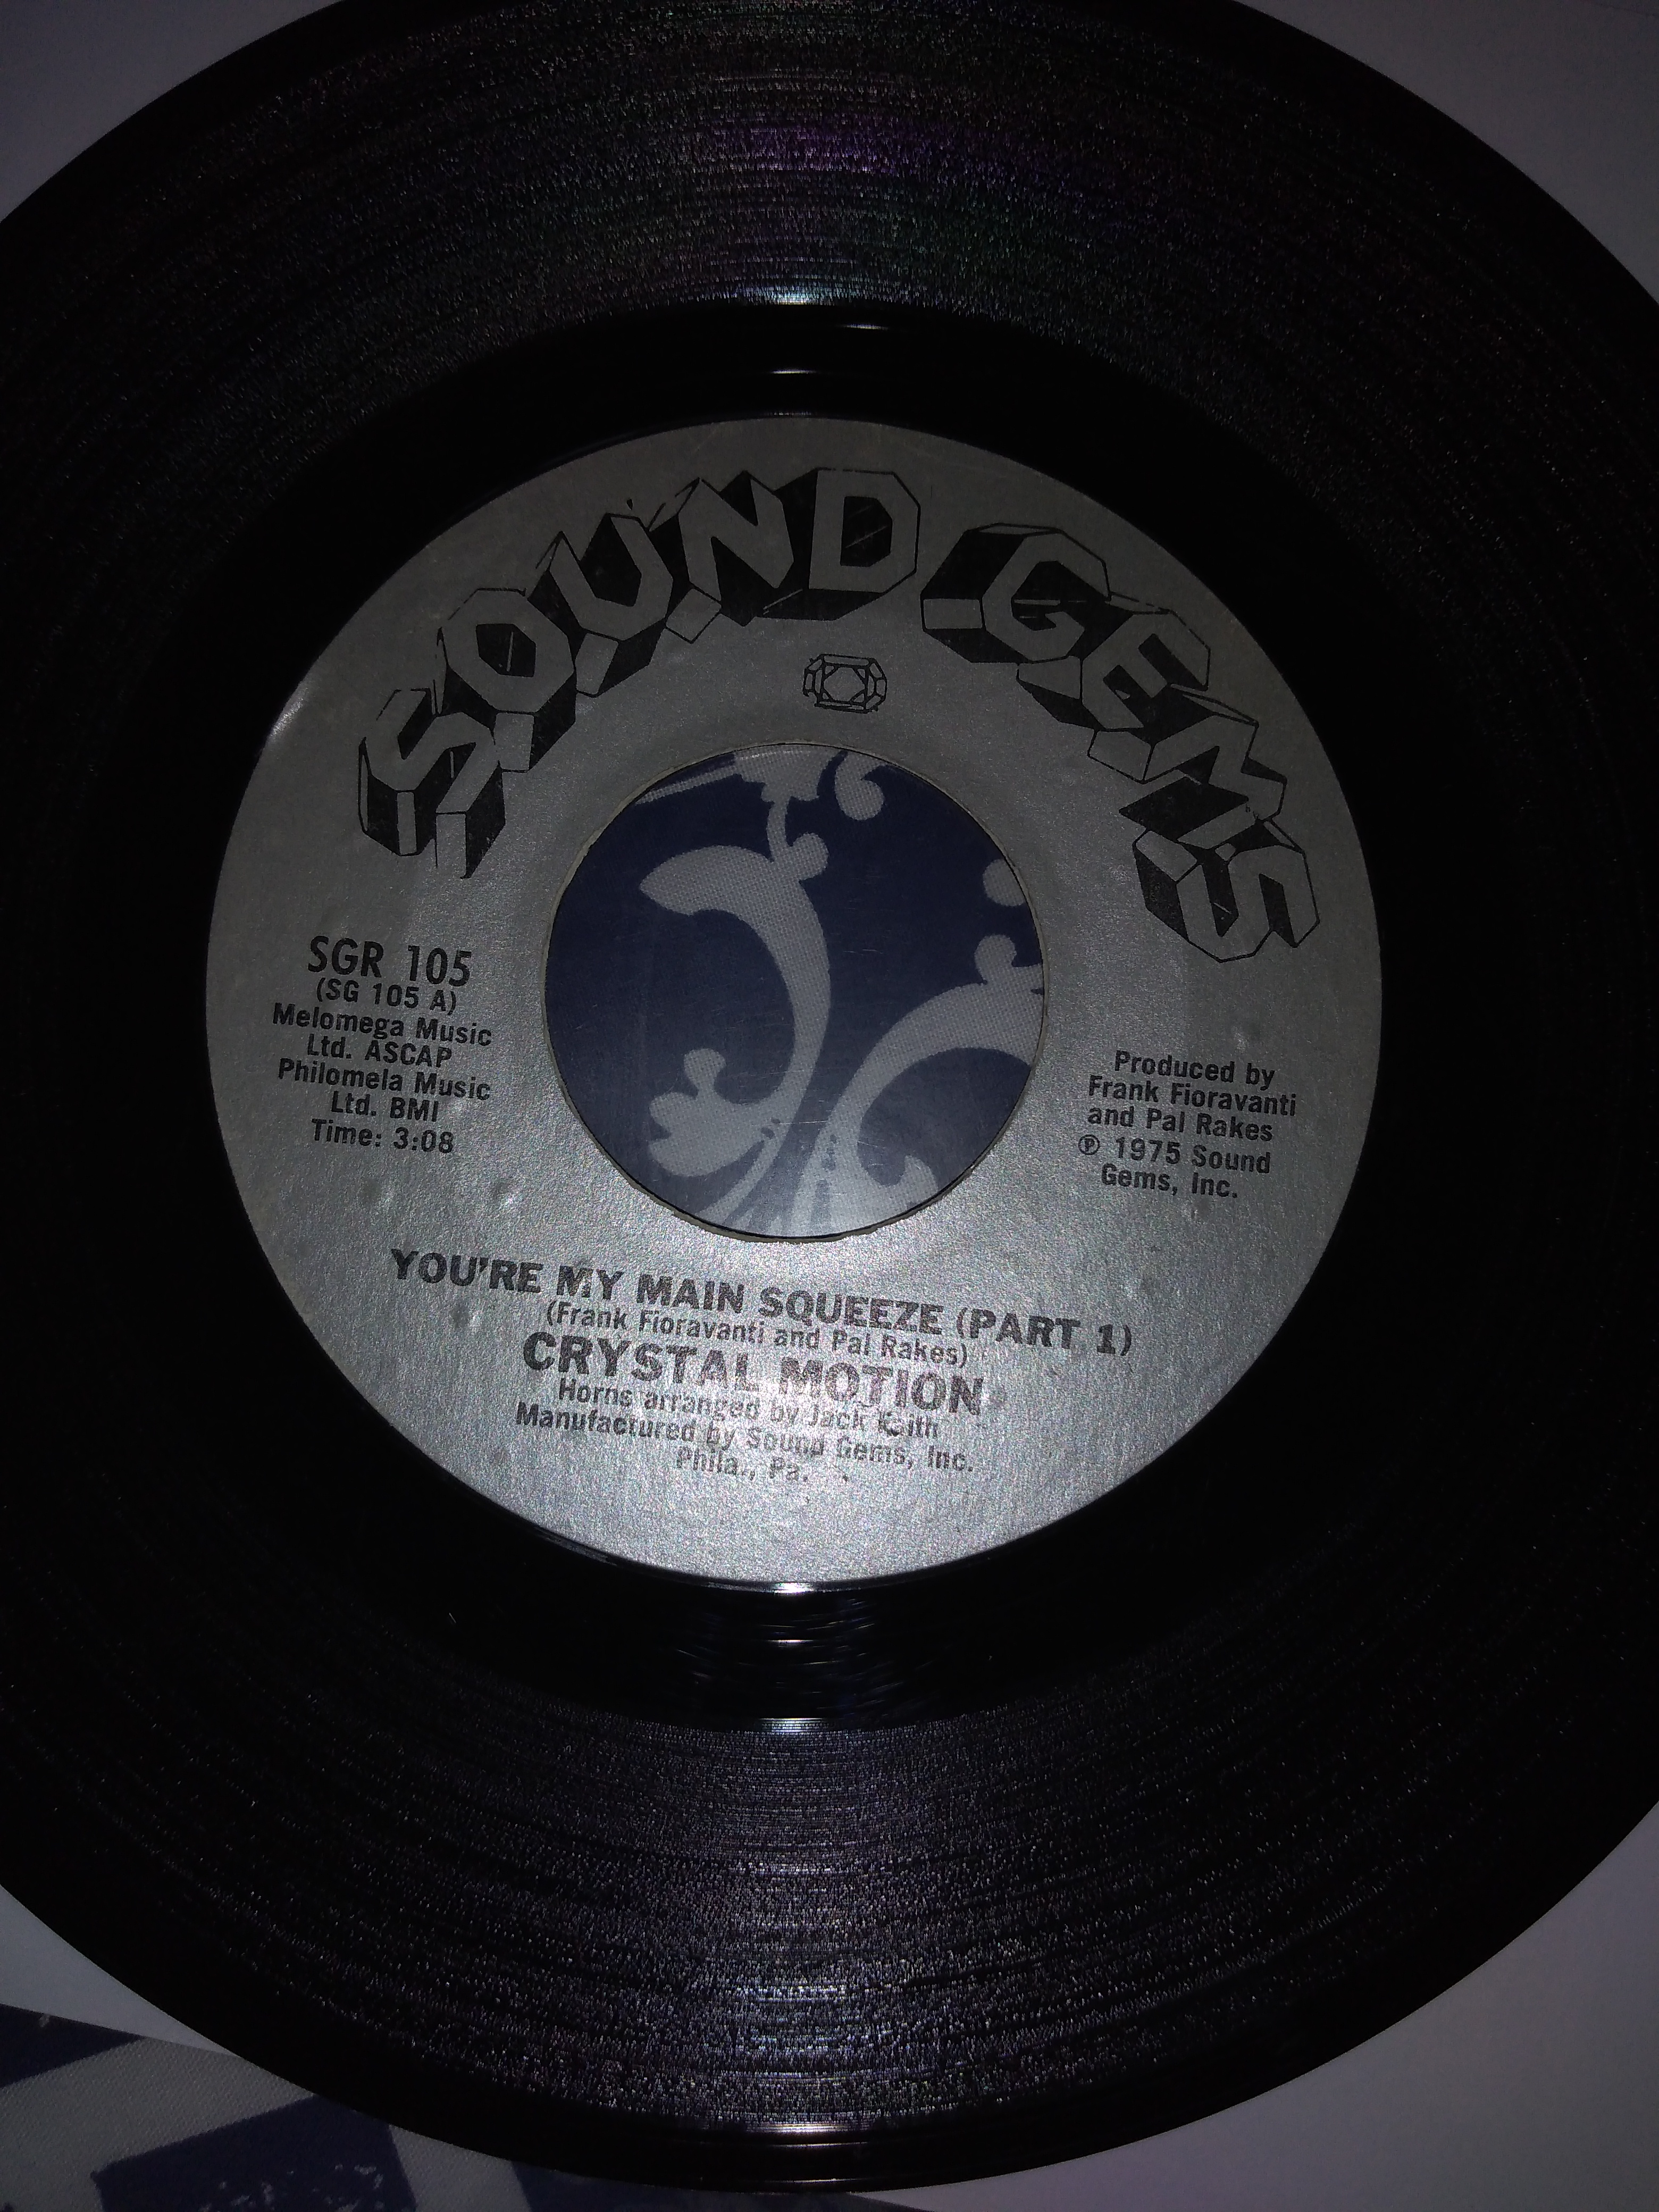 SOUND GEMS
SGR 105
(SG 105 A)
Melomega Music
Ltd. ASCAP
Philomela Music
Ltd. BMI
Time: 3:08
Produced by
Frank Fioravanti
and Pal Rakes
℗ 1975 Sound
Gems, Inc.
YOU'RE MY MAIN SQUEEZE (PART 1)
(Frank Fioravanti and Pal Rakes)
CRYSTAL MOTION
Horns arranged by Jack
Manufactured by Sound Gems, Inc.
Phila., Pa.